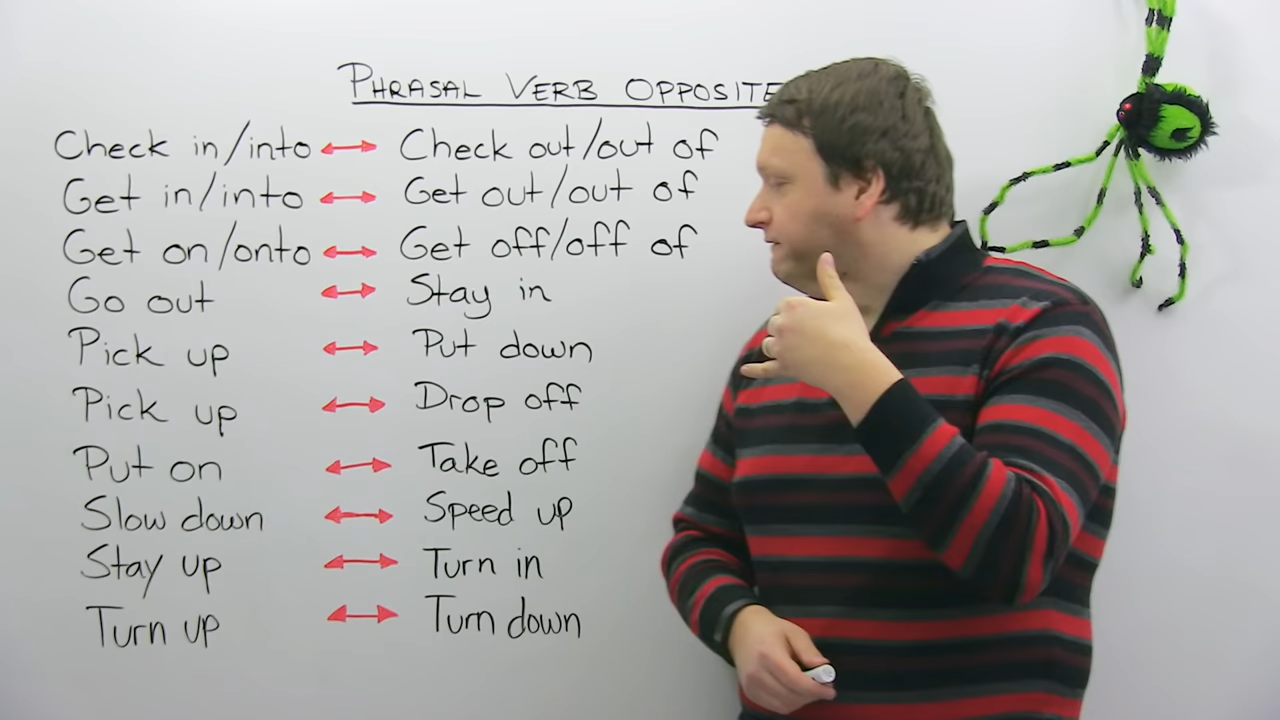 PHRASAL VERB OPPOSITE
Check in/into ↔ Check out/out of
Get in/into ↔ Get out/out of
Get on/onto ↔ Get off/off of
Go out ↔ Stay in
Pick up ↔ Put down
Pick up ↔ Drop off
Put on ↔ Take off
Slow down ↔ Speed up
Stay up ↔ Turn in
Turn up ↔ Turn down